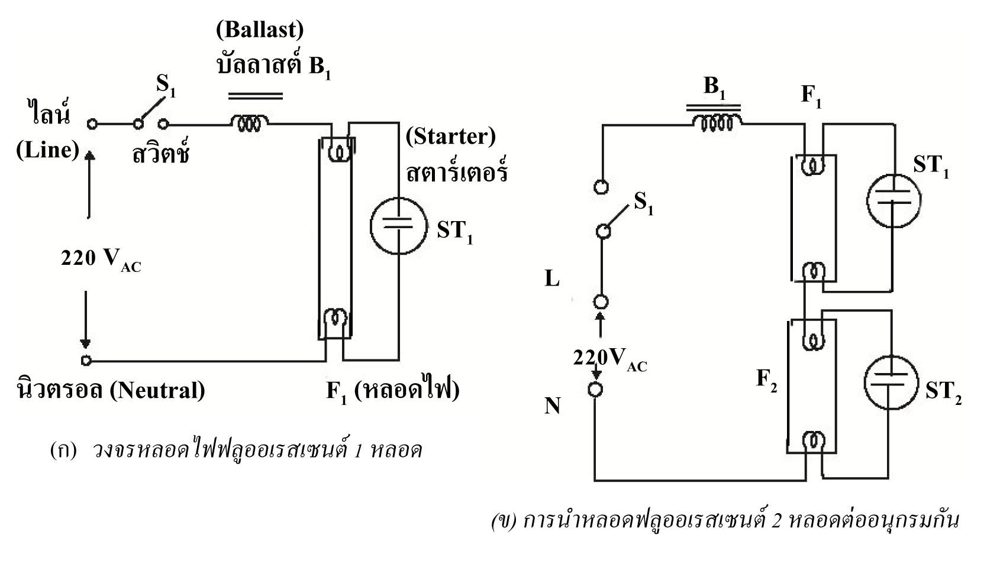 (Ballast)
บัลลาสต์ B1
S1
ไลน์
(Line)
สวิตช์
(Starter)
สตาร์เตอร์
ST1
220 VAC
นิวตรอล (Neutral)
F1 (หลอดไฟ)
(ก) วงจรหลอดไฟฟลูออเรสเซนต์ 1 หลอด
B1
F1
ST1
S1
L
220VAC
N
F2
ST2
(ข) การนำหลอดฟลูออเรสเซนต์ 2 หลอดต่ออนุกรมกัน